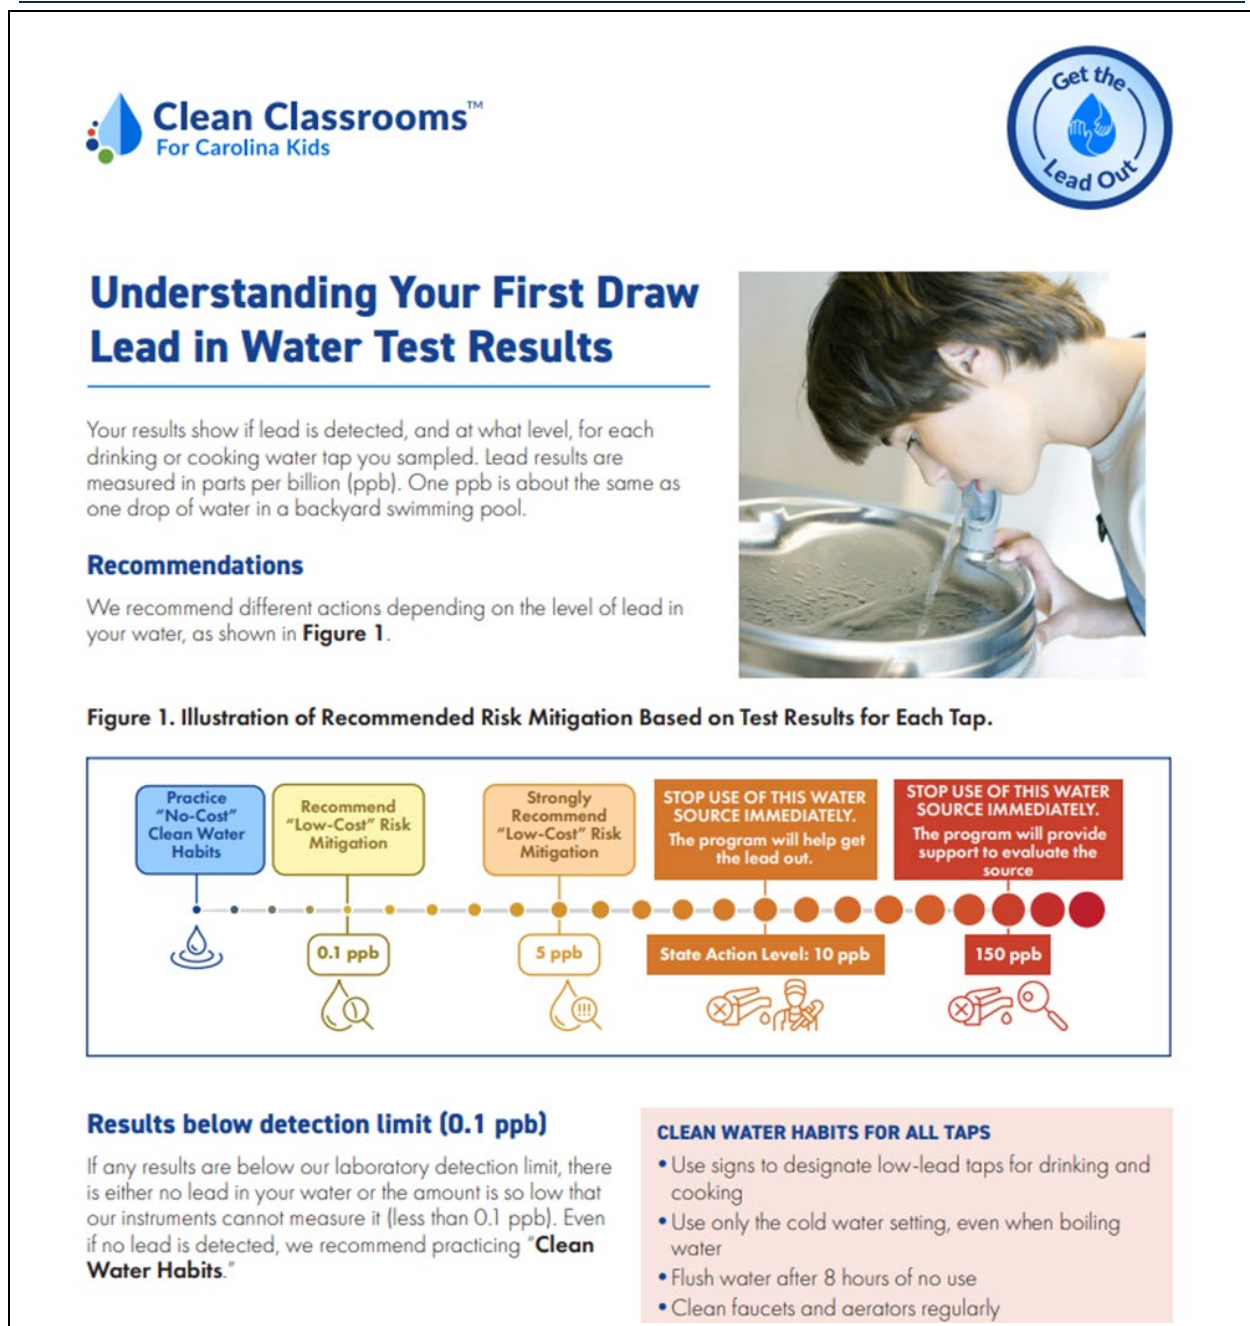 Clean Classrooms™
For Carolina Kids
Get the
Lead Out
Understanding Your First Draw
Lead in Water Test Results
Your results show if lead is detected, and at what level, for each
drinking or cooking water tap you sampled. Lead results are
measured in parts per billion (ppb). One ppb is about the same as
one drop of water in a backyard swimming pool.
Recommendations
We recommend different actions depending on the level of lead in
your water, as shown in Figure 1.
Figure 1. Illustration of Recommended Risk Mitigation Based on Test Results for Each Tap.
Practice
“No-Cost”
Clean Water
Habits
Recommend
“Low-Cost” Risk
Mitigation
Strongly
Recommend
“Low-Cost” Risk
Mitigation
STOP USE OF THIS WATER
SOURCE IMMEDIATELY.
The program will help get
the lead out.
STOP USE OF THIS WATER
SOURCE IMMEDIATELY.
The program will provide
support to evaluate the
source
0.1 ppb
5 ppb
State Action Level: 10 ppb
150 ppb
!!!
Results below detection limit (0.1 ppb)
If any results are below our laboratory detection limit, there
is either no lead in your water or the amount is so low that
our instruments cannot measure it (less than 0.1 ppb). Even
if no lead is detected, we recommend practicing “Clean
Water Habits.”
CLEAN WATER HABITS FOR ALL TAPS
• Use signs to designate low-lead taps for drinking and
cooking
• Use only the cold water setting, even when boiling
water
• Flush water after 8 hours of no use
• Clean faucets and aerators regularly